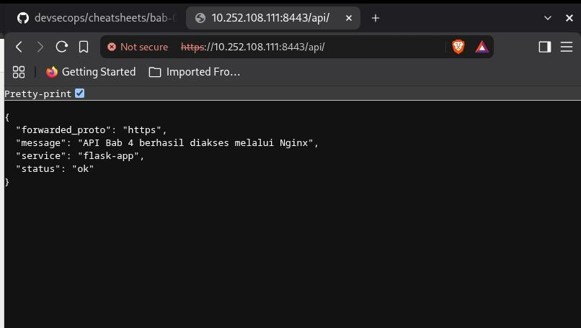 devsecops/cheatsheets/bab-
10.252.108.111:8443/api/
Not secure https://10.252.108.111:8443/api/
Getting Started
Imported Fro...
Pretty-print
{
"forwarded_proto": "https",
"message": "API Bab 4 berhasil diakses melalui Nginx",
"service": "flask-app",
"status": "ok"
}